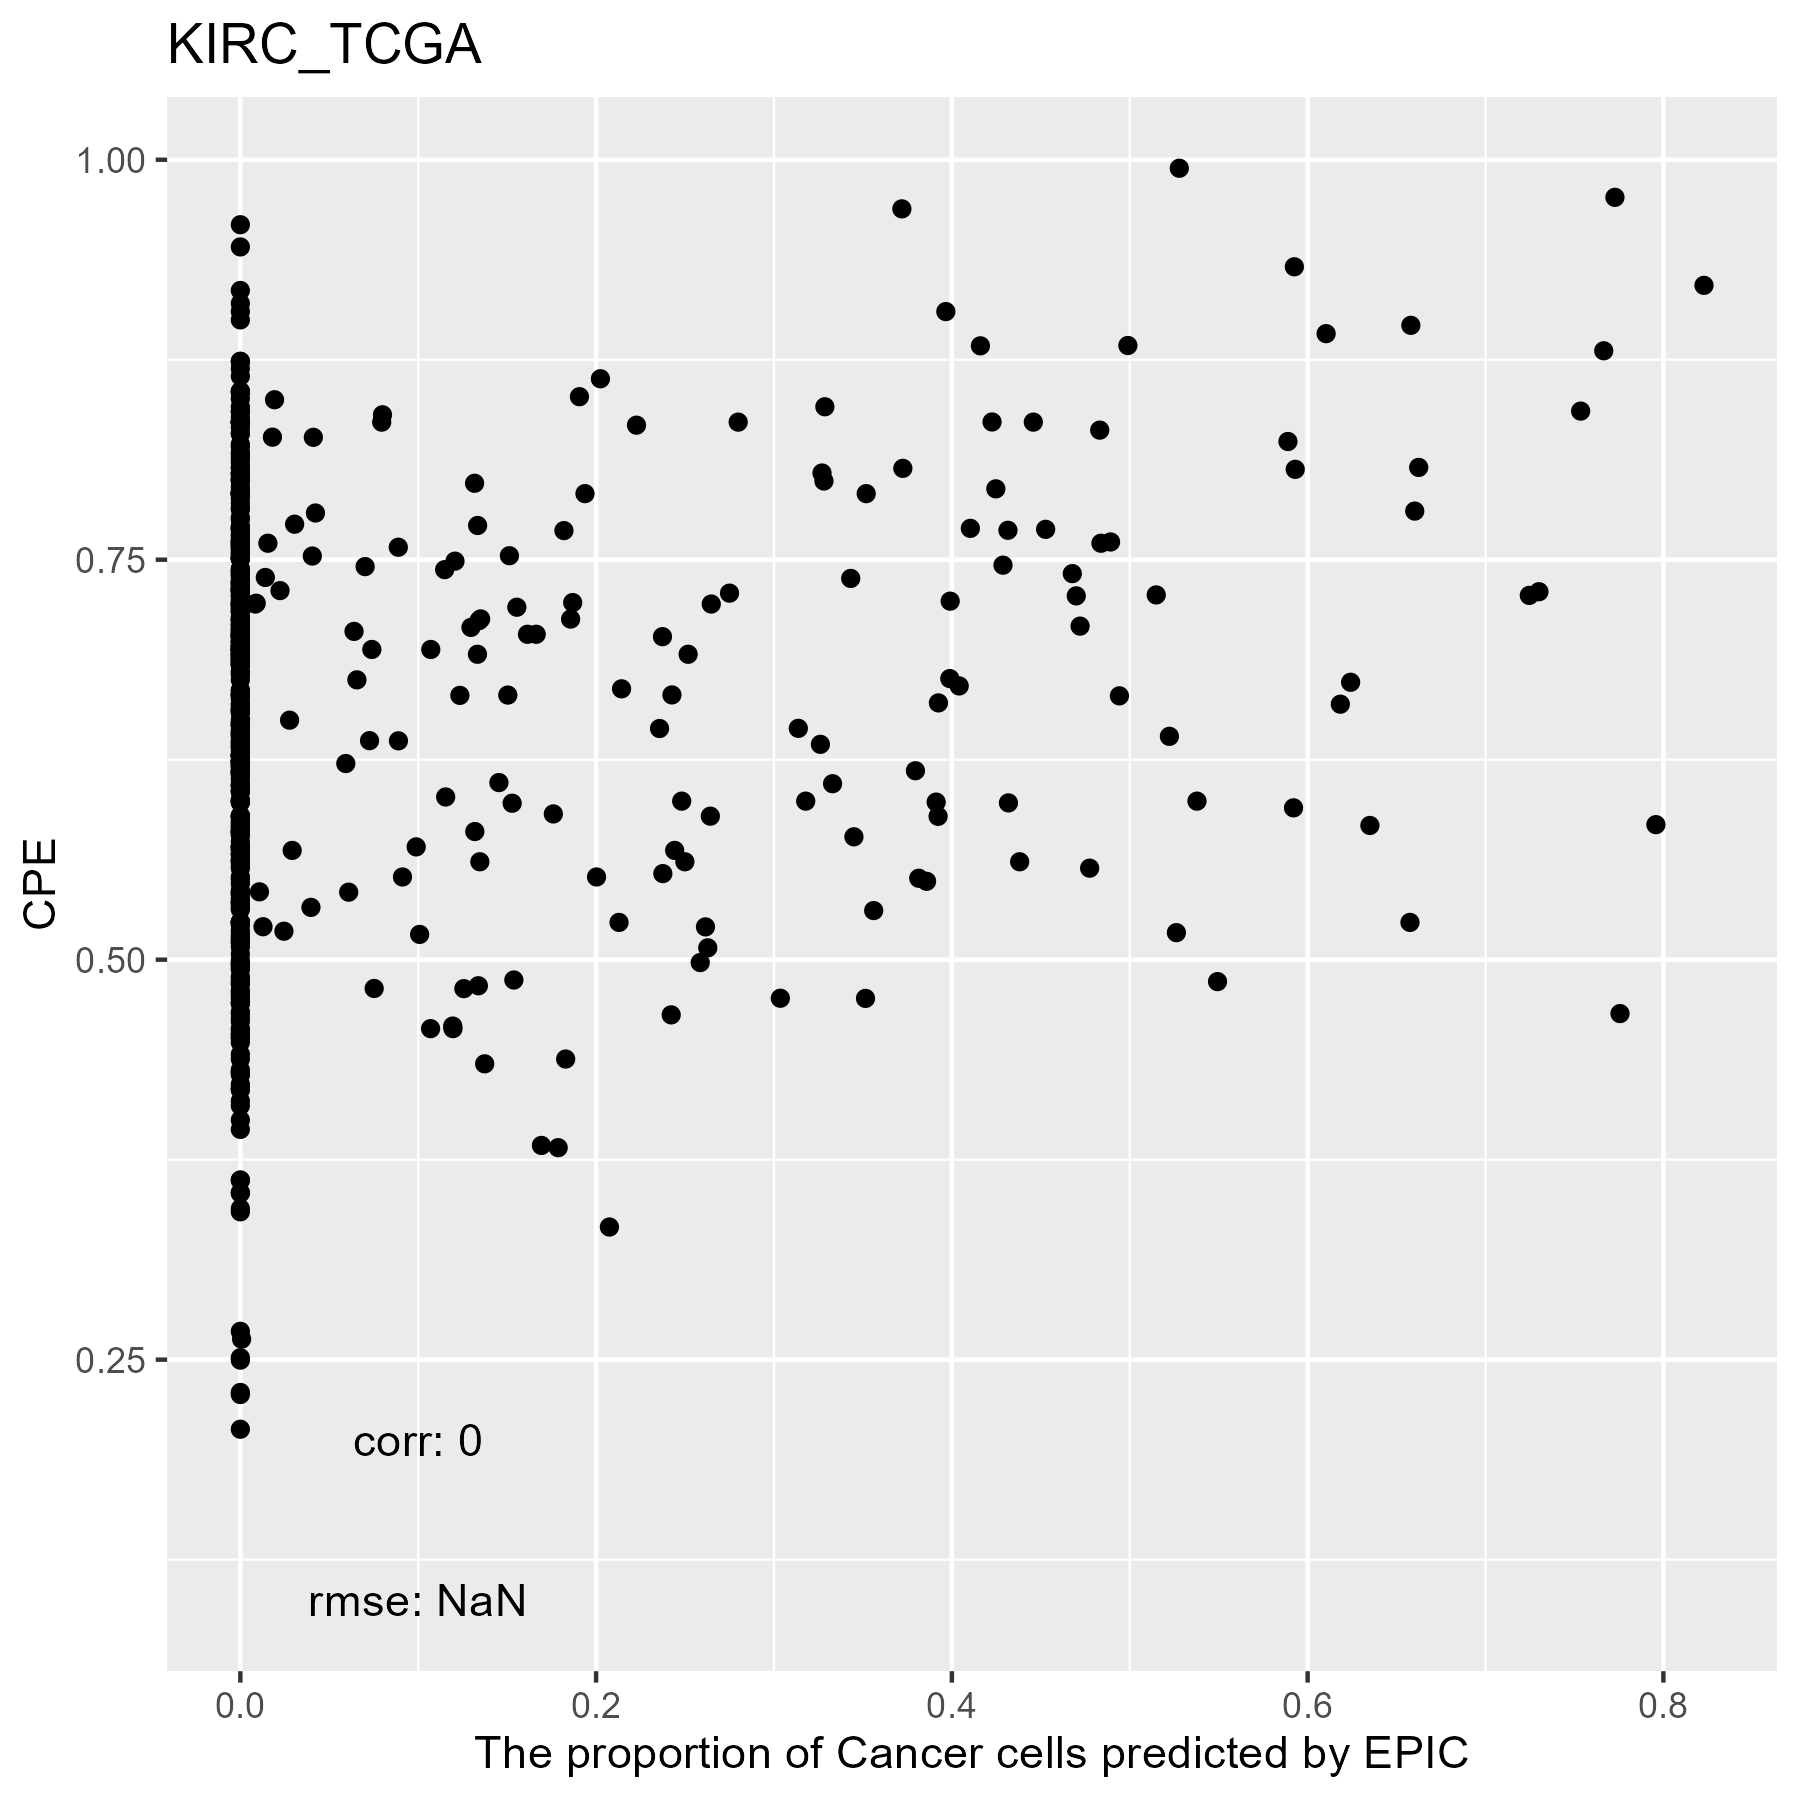 KIRC_TCGA
1.00
0.75
0.50
0.25
CPE
corr: 0
rmse: NaN
0.0 0.2 0.4 0.6 0.8
The proportion of Cancer cells predicted by EPIC